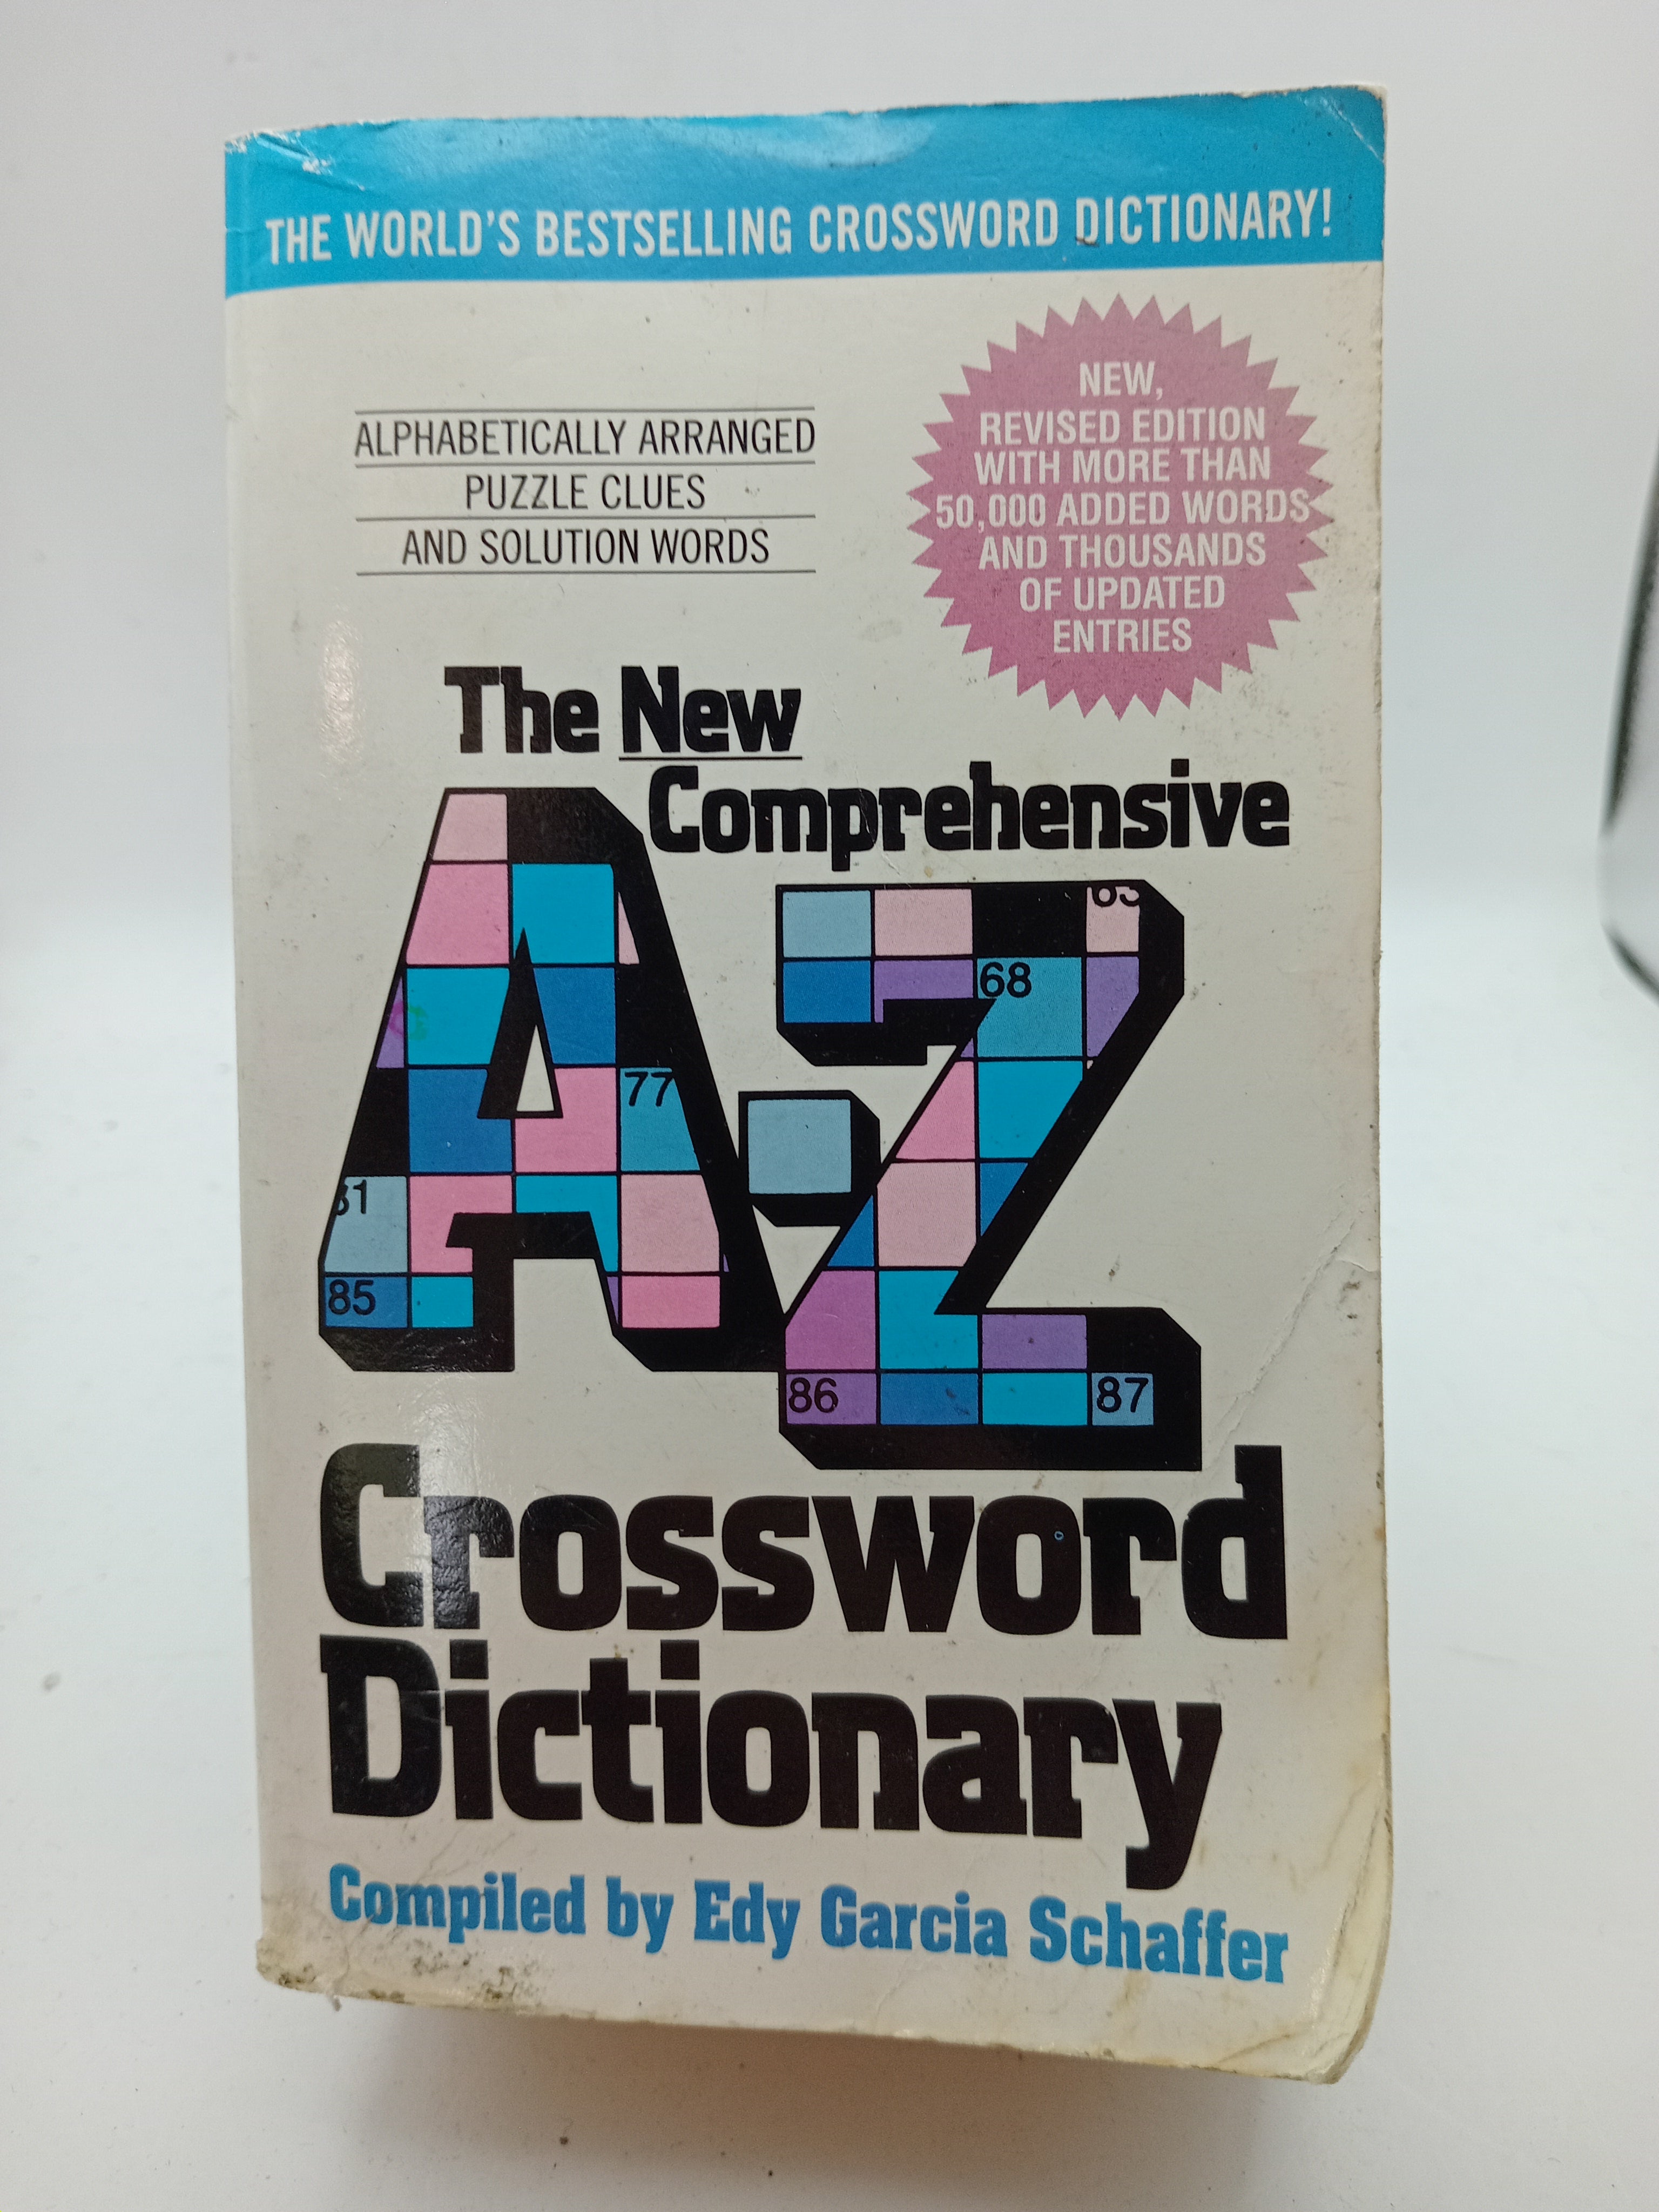 THE WORLD'S BESTSELLING CROSSWORD DICTIONARY!
ALPHABETICALLY ARRANGED
PUZZLE CLUES
AND SOLUTION WORDS
NEW,
REVISED EDITION
WITH MORE THAN
50,000 ADDED WORDS
AND THOUSANDS
OF UPDATED
ENTRIES
The New
Comprehensive
A-Z
68
77
85
86
87
Crossword
Dictionary
Compiled by Edy Garcia Schaffer